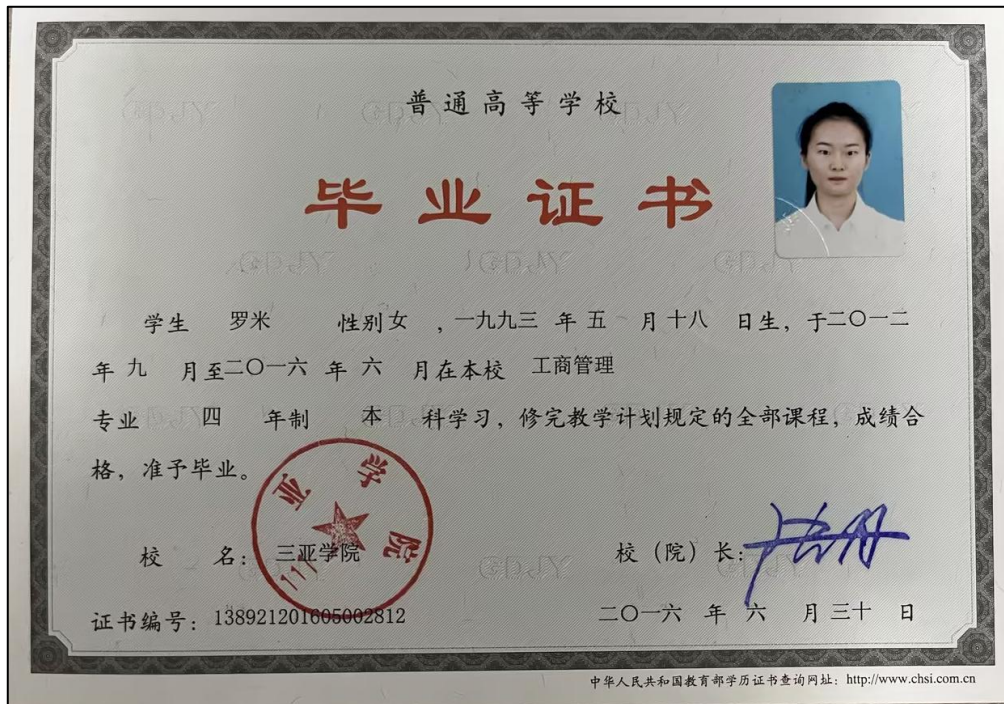 普通高等学校
毕业证书
学生 罗米 性别女 ，一九九三 年 五 月十八 日生，于二〇一二
年 九 月至二〇一六 年 六 月在本校 工商管理
专业 四 年制 本 科学习，修完教学计划规定的全部课程，成绩合
格，准予毕业。
三亚学院
校 名： 三亚学院
校（院）长：
证书编号：138921201605002812
二〇一六 年 六 月三十 日
中华人民共和国教育部学历证书查询网址：http://www.chsi.com.cn